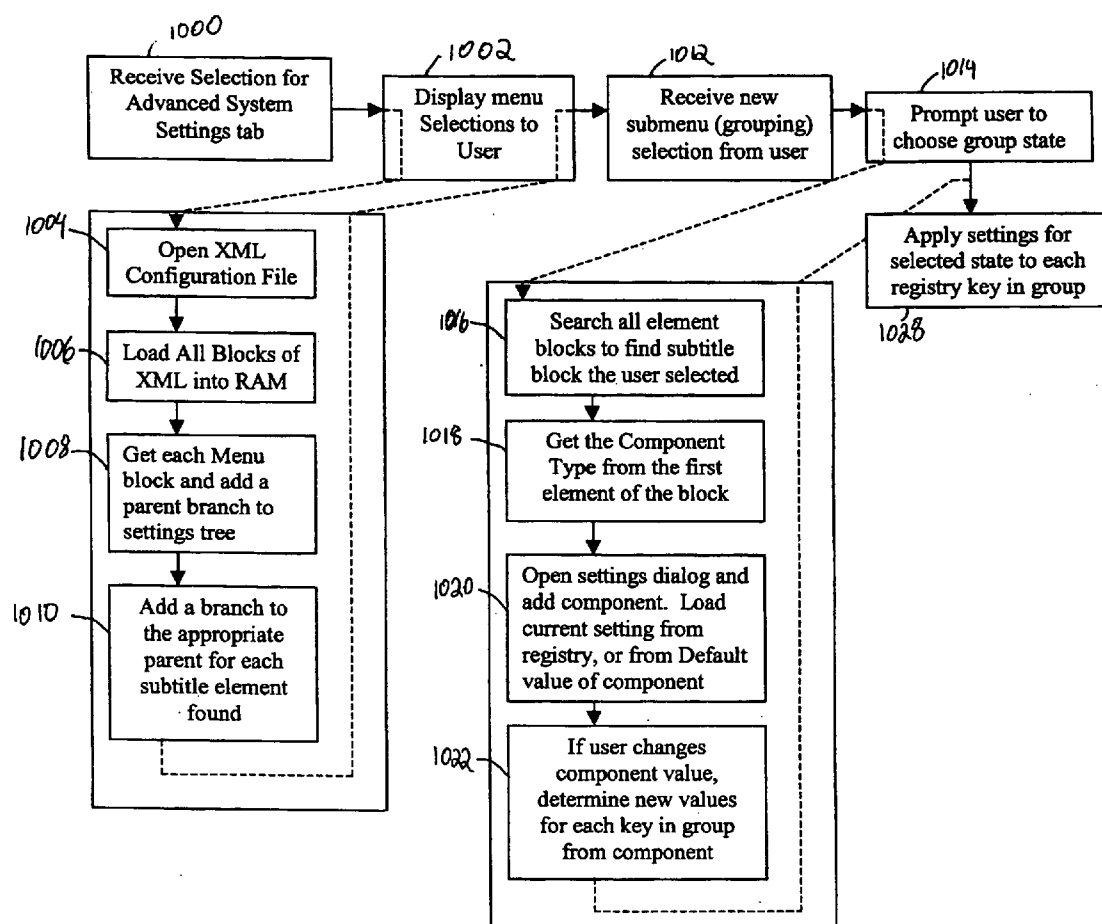 1000
Receive Selection for
Advanced System
Settings tab
1002
Display menu
Selections to
User
1012
Receive new
submenu (grouping)
selection from user
1014
Prompt user to
choose group state
1004
Open XML
Configuration File
1006
Load All Blocks of
XML into RAM
1008
Get each Menu
block and add a
parent branch to
settings tree
1010
Add a branch to
the appropriate
parent for each
subtitle element
found
1016
Search all element
blocks to find subtitle
block the user selected
1018
Get the Component
Type from the first
element of the block
1020
Open settings dialog and
add component. Load
current setting from
registry, or from Default
value of component
1022
If user changes
component value,
determine new values
for each key in group
from component
Apply settings for
selected state to each
registry key in group
1028